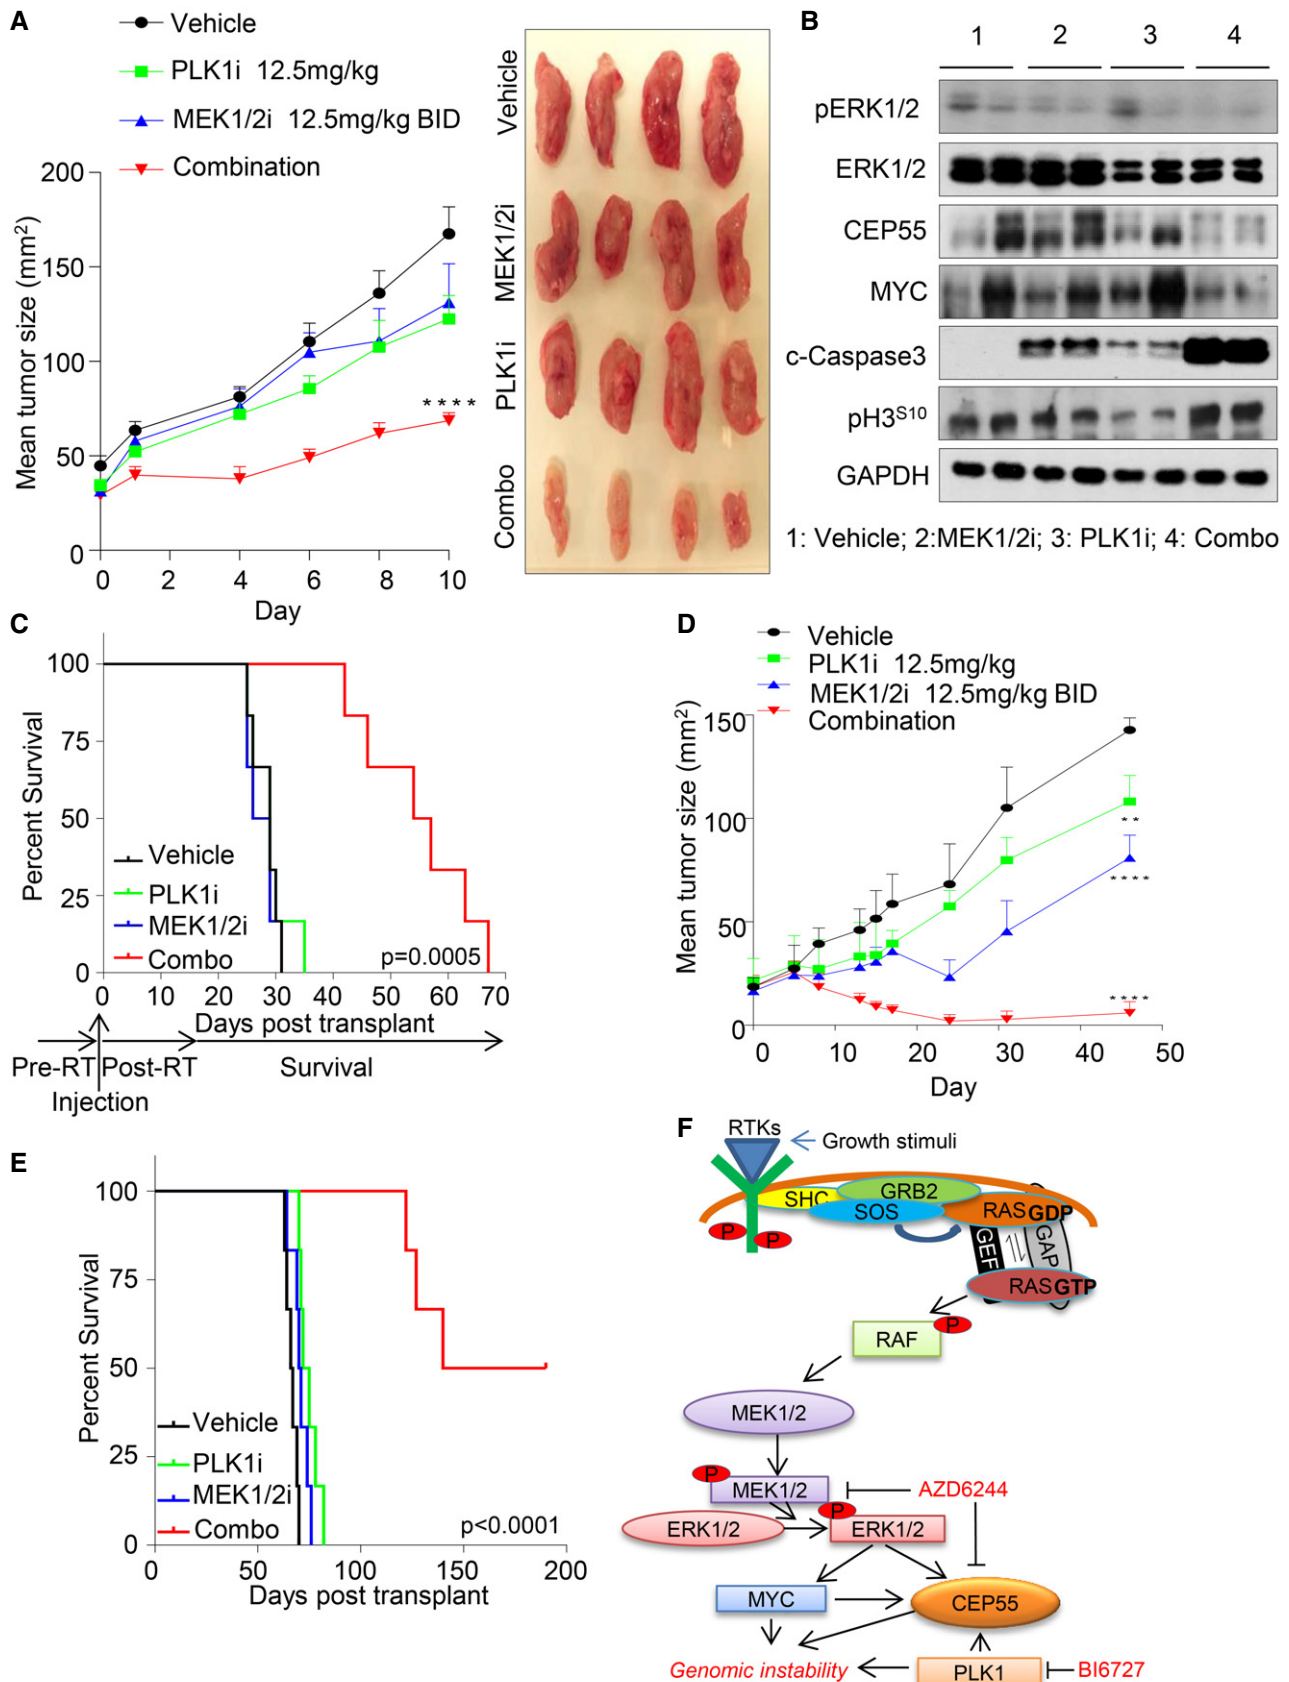 A
Vehicle
PLK1i 12.5mg/kg
MEK1/2i 12.5mg/kg BID
Combination
Mean tumor size (mm2)
200
150
100
50
0
0 2 4 6 8 10
Day
****
Vehicle
MEK1/2i
PLK1i
Combo
B
1 2 3 4
pERK1/2
ERK1/2
CEP55
MYC
c-Caspase3
pH3S10
GAPDH
1: Vehicle; 2:MEK1/2i; 3: PLK1i; 4: Combo
C
Percent Survival
100
75
50
25
0
Vehicle
PLK1i
MEK1/2i
Combo
p=0.0005
0 10 20 30 40 50 60 70
Days post transplant
Pre-RT Post-RT Survival
Injection
D
Vehicle
PLK1i 12.5mg/kg
MEK1/2i 12.5mg/kg BID
Combination
Mean tumor size (mm2)
150
100
50
0
**
****
****
0 10 20 30 40 50
Day
E
Percent Survival
100
75
50
25
0
Vehicle
PLK1i
MEK1/2i
Combo
p<0.0001
0 50 100 150 200
Days post transplant
F
RTKs
Growth stimuli
SHC
GRB2
SOS
RASGDP
P
P
GEF
GAP
RASGTP
RAF
P
MEK1/2
P
MEK1/2
AZD6244
P
ERK1/2
ERK1/2
MYC
CEP55
Genomic instability
PLK1
BI6727